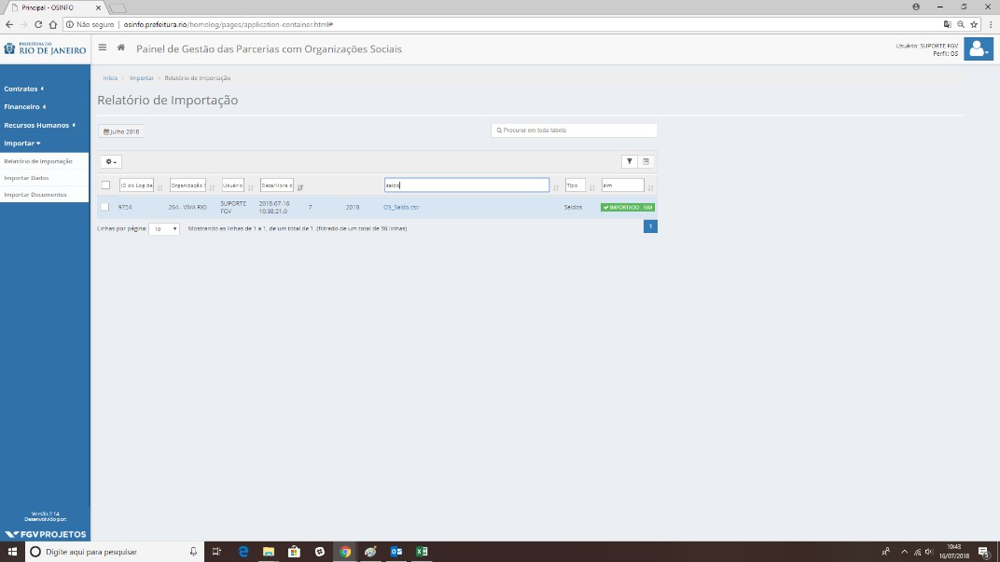 Principal - OSINFO
Não seguro | osinfo.prefeitura.rio/homolog/pages/application-container.html#
PREFEITURA DO
RIO DE JANEIRO
Painel de Gestão das Parcerias com Organizações Sociais
Usuário: SUPORTE FGV
Perfil: OS
Início > Importar > Relatório de Importação
Contratos
Financeiro
Recursos Humanos
Importar
Relatório de Importação
Importar Dados
Importar Documentos
Relatório de Importação
Julho 2018
Procurar em toda tabela
ID do Log de
Organização
Usuário
Data/Hora d
saldo
Tipo
sim
9754
264 - VIVA RIO
SUPORTE FGV
2018-07-16 10:38:21.0
7
2018
OS_Saldo.csv
Saldos
IMPORTADO SIM
Linhas por página: 10 Mostrando as linhas de 1 a 1, de um total de 1. (filtrado de um total de 36 linhas)
1
Versão 2.14
Desenvolvido por:
FGV PROJETOS
Digite aqui para pesquisar
10:43
16/07/2018